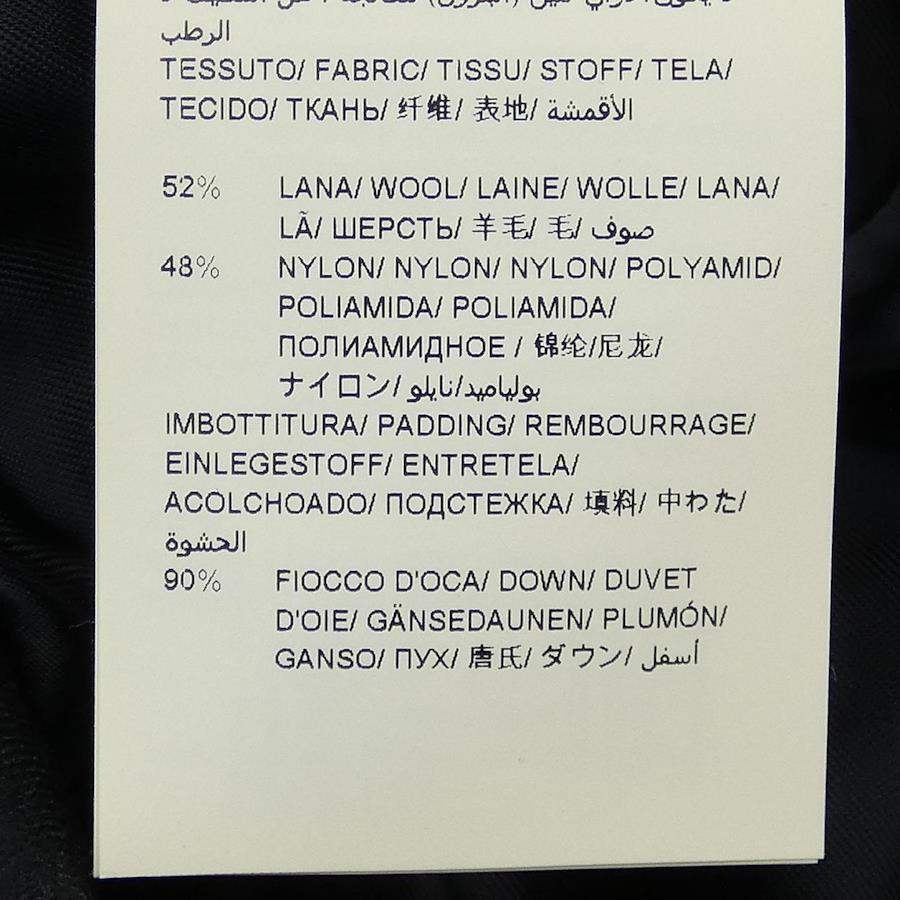 الرطب
TESSUTO/ FABRIC/ TISSU/ STOFF/ TELA/
TECIDO/ ТКАНЬ/ 纤维/ 表地/ الأقمشة
52% LANA/ WOOL/ LAINE/ WOLLE/ LANA/
LÃ/ ШЕРСТЬ/ 羊毛/ 毛/ صوف
48% NYLON/ NYLON/ NYLON/ POLYAMID/
POLIAMIDA/ POLIAMIDA/
ПОЛИАМИДНОЕ / 锦纶/尼龙/
ナイロン/ بولياميد/نايلو
IMBOTTITURA/ PADDING/ REMBOURRAGE/
EINLEGESTOFF/ ENTRETELA/
ACOLCHOADO/ ПОДСТЕЖКА/ 填料/ 中わた/
الحشوة
90% FIOCCO D'OCA/ DOWN/ DUVET
D'OIE/ GÄNSEDAUNEN/ PLUMÓN/
GANSO/ ПУХ/ 唐氏/ ダウン/ أسفل